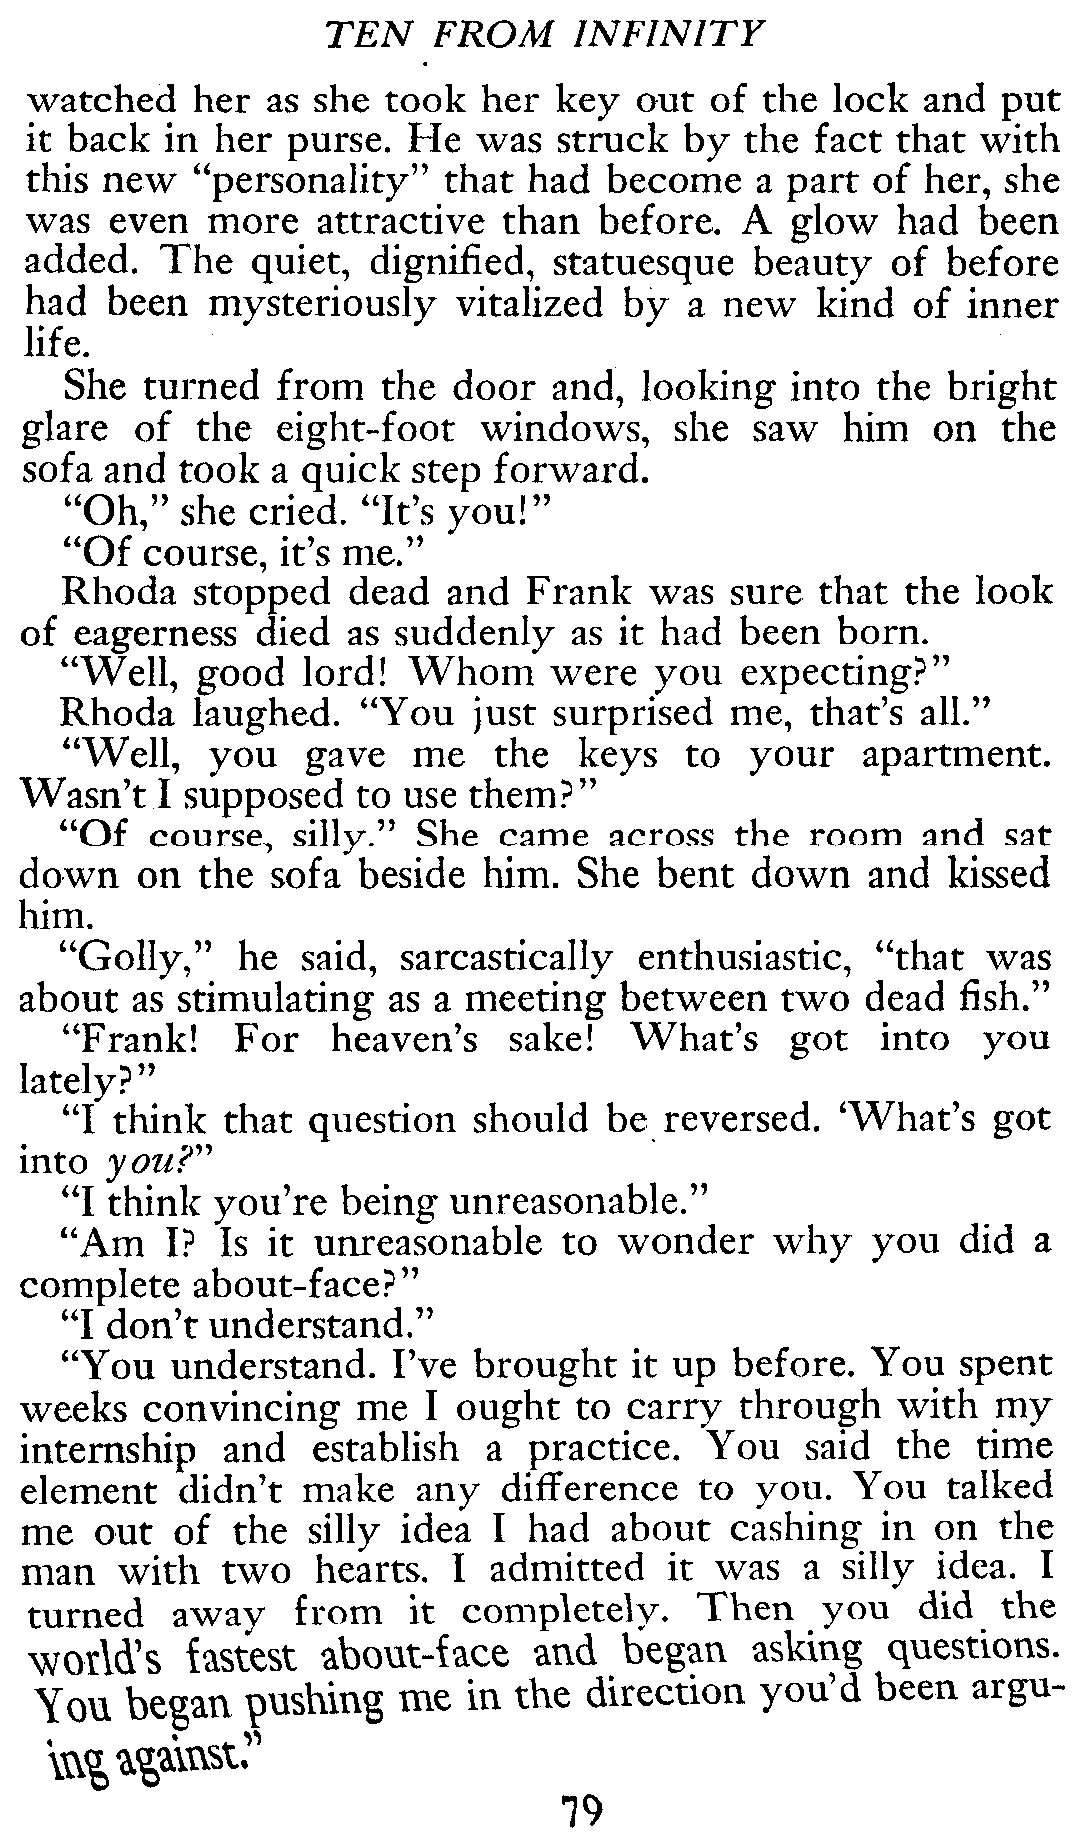 TEN FROM INFINITY
watched her as she took her key out of the lock and put
it back in her purse. He was struck by the fact that with
this new “personality” that had become a part of her, she
was even more attractive than before. A glow had been
added. The quiet, dignified, statuesque beauty of before
had been mysteriously vitalized by a new kind of inner
life.
She turned from the door and, looking into the bright
glare of the eight-foot windows, she saw him on the
sofa and took a quick step forward.
“Oh,” she cried. “It's you!”
“Of course, it's me.”
Rhoda stopped dead and Frank was sure that the look
of eagerness died as suddenly as it had been born.
“Well, good lord! Whom were you expecting?”
Rhoda laughed. “You just surprised me, that's all.”
“Well, you gave me the keys to your apartment.
Wasn't I supposed to use them?”
“Of course, silly.” She came across the room and sat
down on the sofa beside him. She bent down and kissed
him.
“Golly,” he said, sarcastically enthusiastic, “that was
about as stimulating as a meeting between two dead fish.”
“Frank! For heaven's sake! What's got into you
lately?”
“I think that question should be reversed. ‘What's got
into you?”
“I think you're being unreasonable.”
“Am I? Is it unreasonable to wonder why you did a
complete about-face?”
“I don't understand.”
“You understand. I've brought it up before. You spent
weeks convincing me I ought to carry through with my
internship and establish a practice. You said the time
element didn't make any difference to you. You talked
me out of the silly idea I had about cashing in on the
man with two hearts. I admitted it was a silly idea. I
turned away from it completely. Then you did the
world's fastest about-face and began asking questions.
You began pushing me in the direction you'd been argu-
ing against.”
79